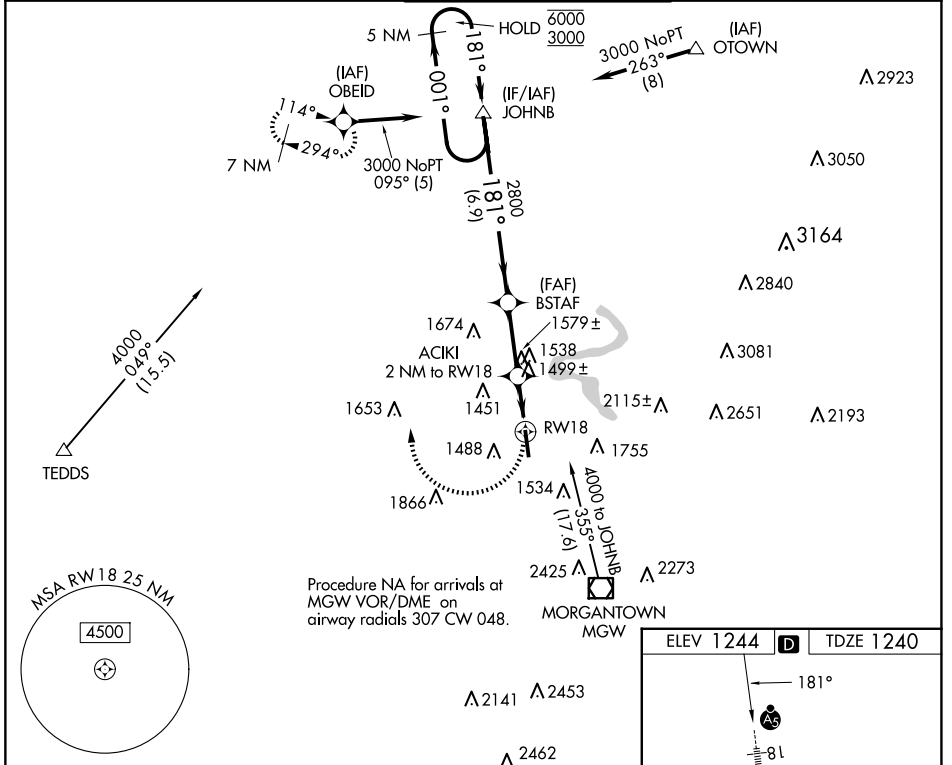 HOLD 6000
3000
5 NM
181°
001°
(IAF)
OBEID
114°
294°
7 NM
3000 NoPT
095° (5)
(IF/IAF)
JOHNB
3000 NoPT
263°
(8)
(IAF)
OTOWN
2923
3050
3164
2840
3081
2800
181°
(6.9)
(FAF)
BSTAF
1674
1579±
1538
1499±
ACIKI
2 NM to RW18
1451
1653
2115±
2651
2193
RW18
1488
1755
1866
1534
4000
049°
(15.5)
TEDDS
4000 to JOHNB
355°
(17.6)
2425
2273
MORGANTOWN
MGW
Procedure NA for arrivals at
MGW VOR/DME on
airway radials 307 CW 048.
MSA RW18 25 NM
4500
2141
2453
2462
ELEV 1244 D TDZE 1240
181°
A5
18